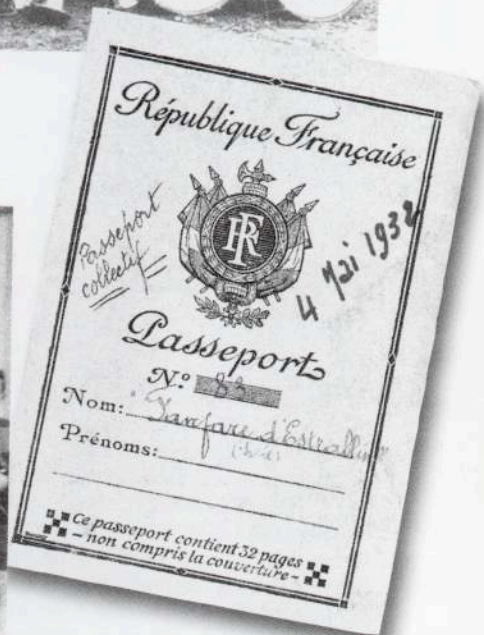 République Française
Passeport
collectif
RF
4 Mai 1932
Passeport
N.º 83
Nom: Fanfare d'Estrablin
Prénoms:
Ce passeport contient 32 pages
- non compris la couverture -